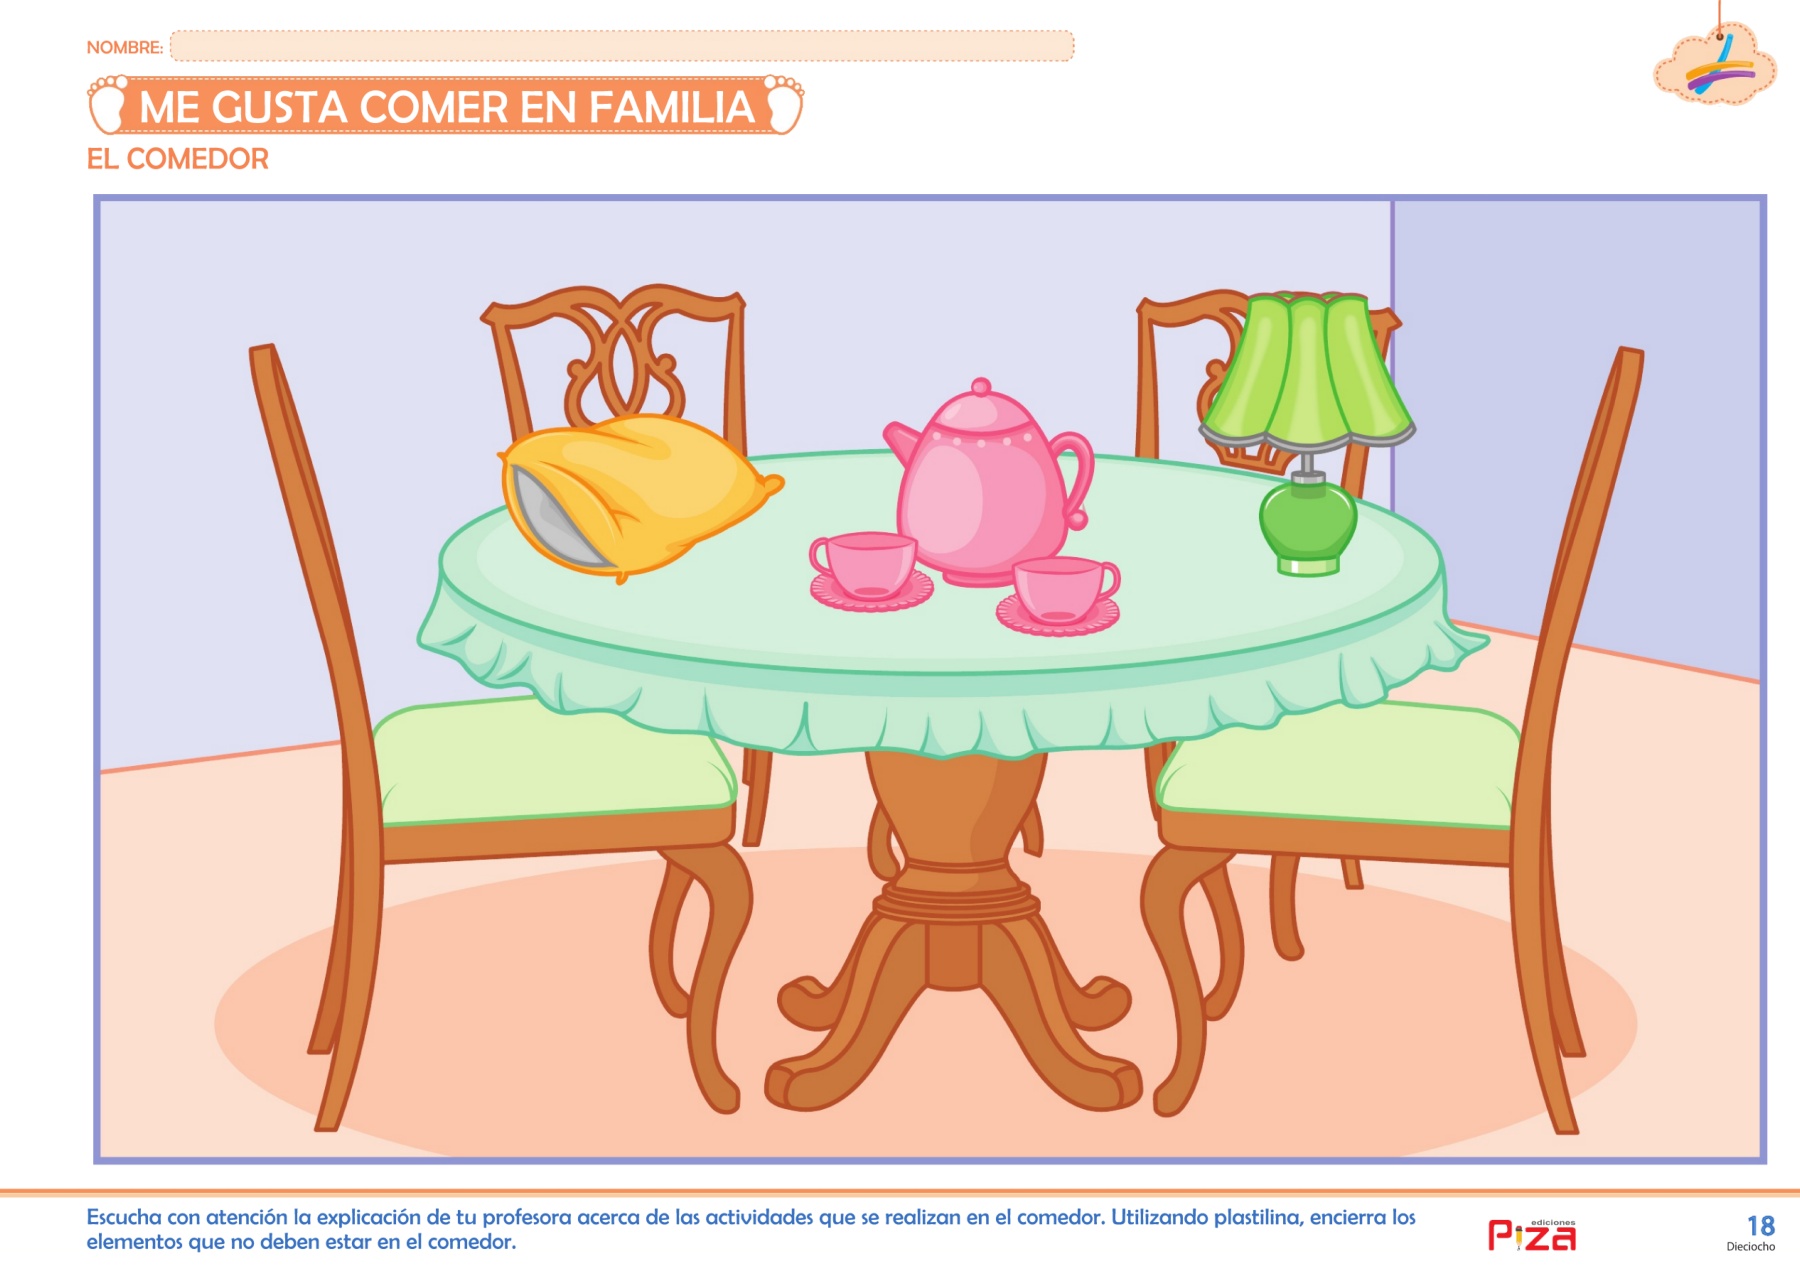 NOMBRE:
ME GUSTA COMER EN FAMILIA
EL COMEDOR
Escucha con atención la explicación de tu profesora acerca de las actividades que se realizan en el comedor. Utilizando plastilina, encierra los
elementos que no deben estar en el comedor.
ediciones
Piza
18
Dieciocho